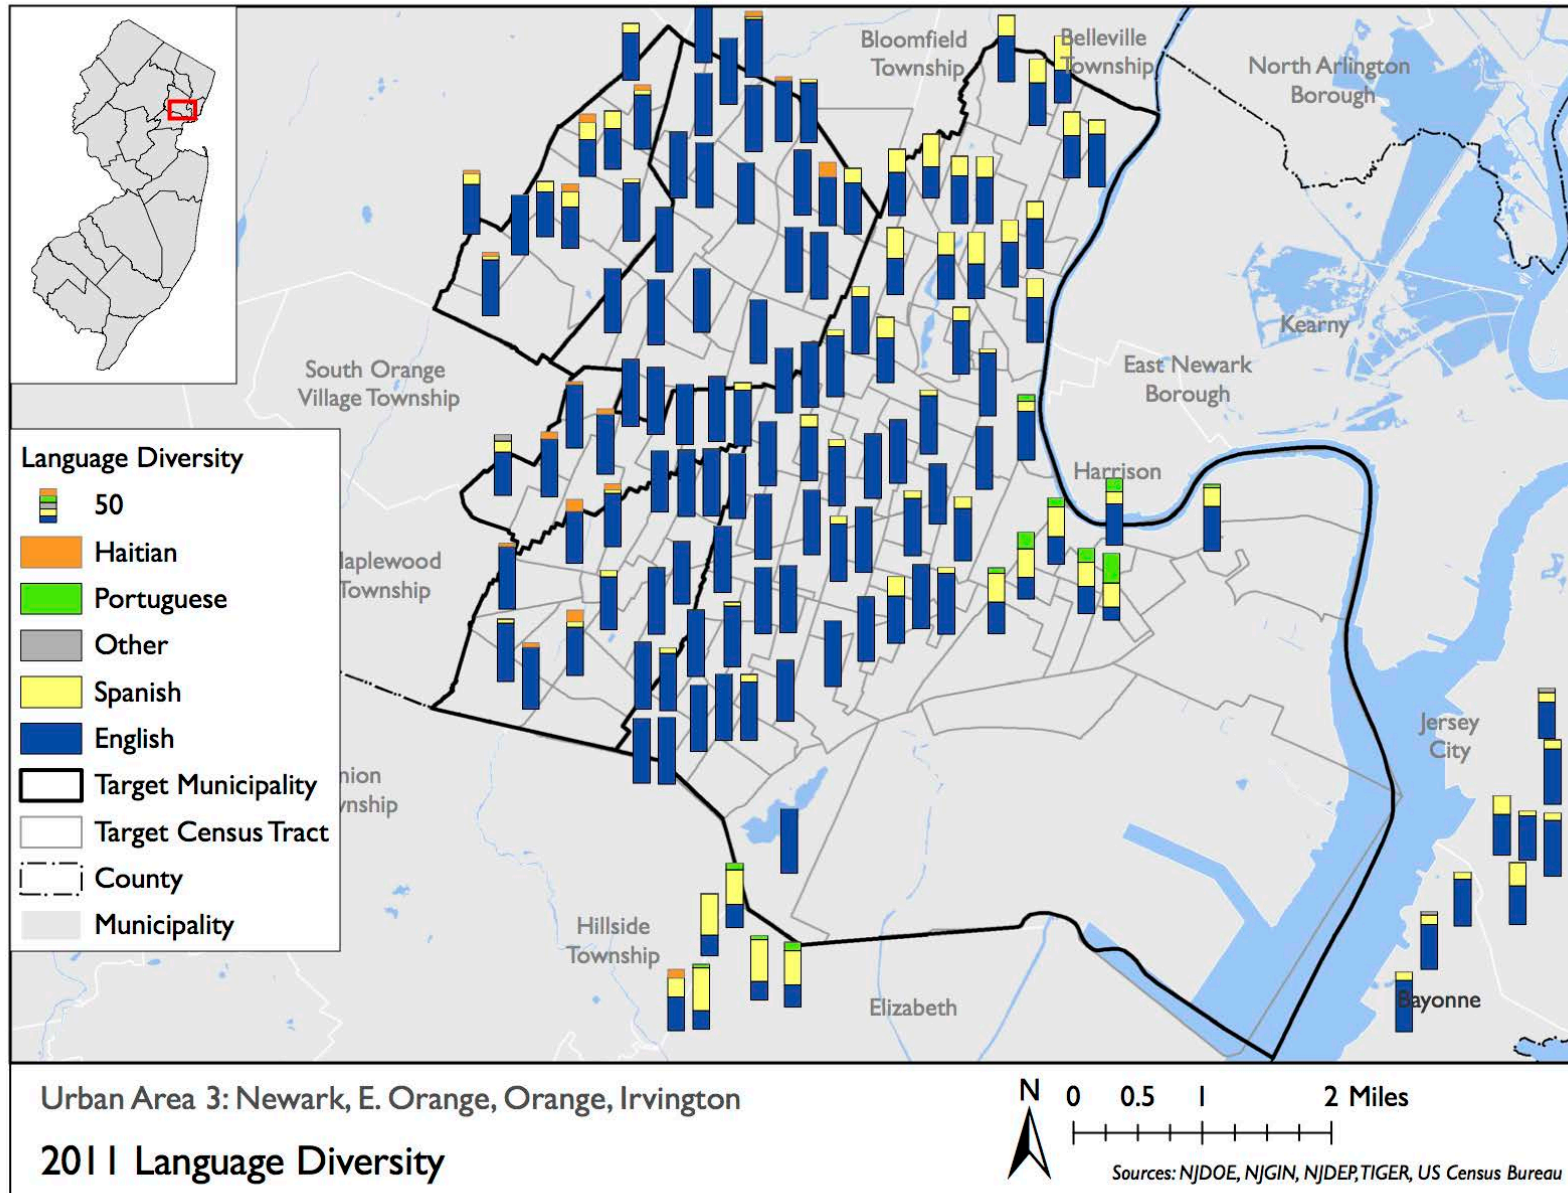 Bloomfield
Township
Belleville
Township
North Arlington
Borough
Kearny
East Newark
Borough
South Orange
Village Township
Harrison
Language Diversity
50
Haitian
Portuguese
Other
Spanish
English
Target Municipality
Target Census Tract
County
Municipality
aplewood
Township
nion
wnship
Jersey
City
Hillside
Township
Elizabeth
Bayonne
Urban Area 3: Newark, E. Orange, Orange, Irvington
2011 Language Diversity
N
0 0.5 1 2 Miles
Sources: NJDOE, NJGIN, NJDEP,TIGER, US Census Bureau